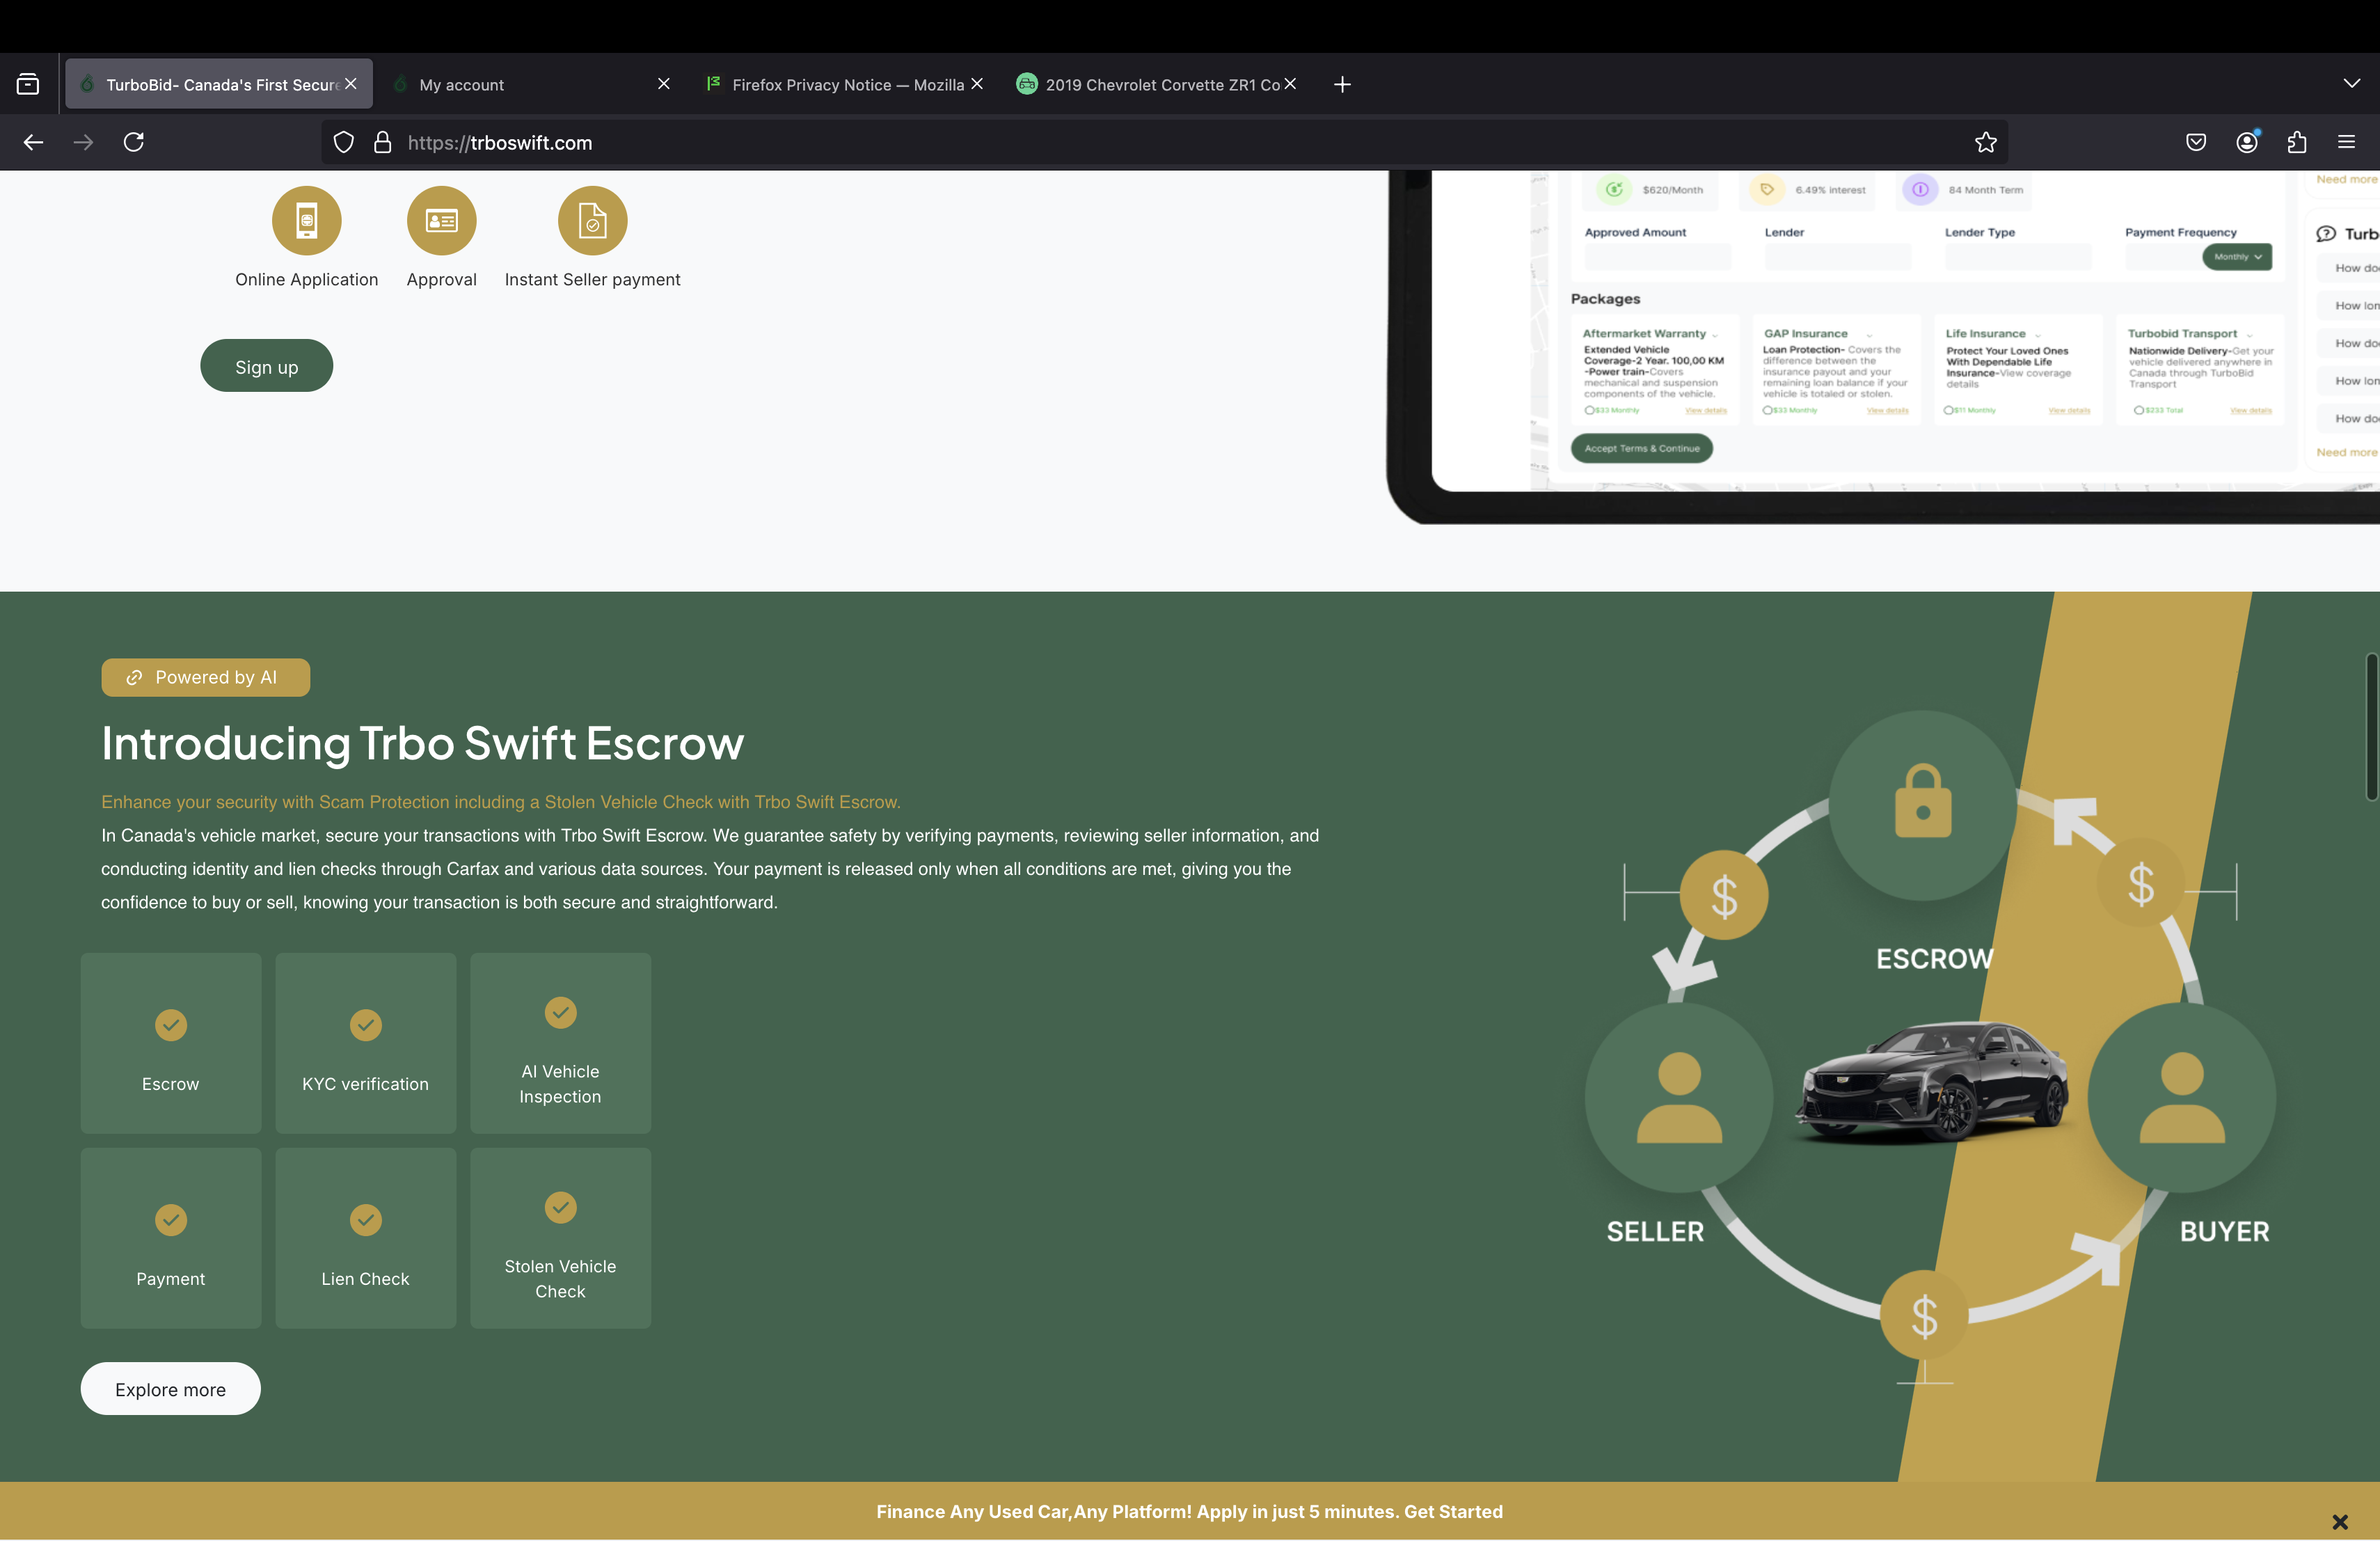 TurboBid- Canada's First Secure
My account
Firefox Privacy Notice — Mozilla
2019 Chevrolet Corvette ZR1 Co
https://trboswift.com
Online Application
Approval
Instant Seller payment
Sign up
$620/Month
6.49% interest
84 Month Term
Approved Amount
Lender
Lender Type
Payment Frequency
Monthly
Packages
Aftermarket Warranty
Extended Vehicle
Coverage-2 Year. 100,00 KM
-Power train-Covers
mechanical and suspension
components of the vehicle.
$33 Monthly
View details
GAP Insurance
Loan Protection- Covers the
difference between the
insurance payout and your
remaining loan balance if your
vehicle is totaled or stolen.
$33 Monthly
View details
Life Insurance
Protect Your Loved Ones
With Dependable Life
Insurance-View coverage
details
$11 Monthly
View details
Turbobid Transport
Nationwide Delivery-Get your
vehicle delivered anywhere in
Canada through TurboBid
Transport
$233 Total
View details
Accept Terms & Continue
Need more
Turb
How do
How lon
How do
How lon
How do
Need more
Powered by AI
Introducing Trbo Swift Escrow
Enhance your security with Scam Protection including a Stolen Vehicle Check with Trbo Swift Escrow.
In Canada's vehicle market, secure your transactions with Trbo Swift Escrow. We guarantee safety by verifying payments, reviewing seller information, and
conducting identity and lien checks through Carfax and various data sources. Your payment is released only when all conditions are met, giving you the
confidence to buy or sell, knowing your transaction is both secure and straightforward.
Escrow
KYC verification
AI Vehicle
Inspection
Payment
Lien Check
Stolen Vehicle
Check
Explore more
$
$
ESCROW
SELLER
BUYER
$
Finance Any Used Car,Any Platform! Apply in just 5 minutes. Get Started